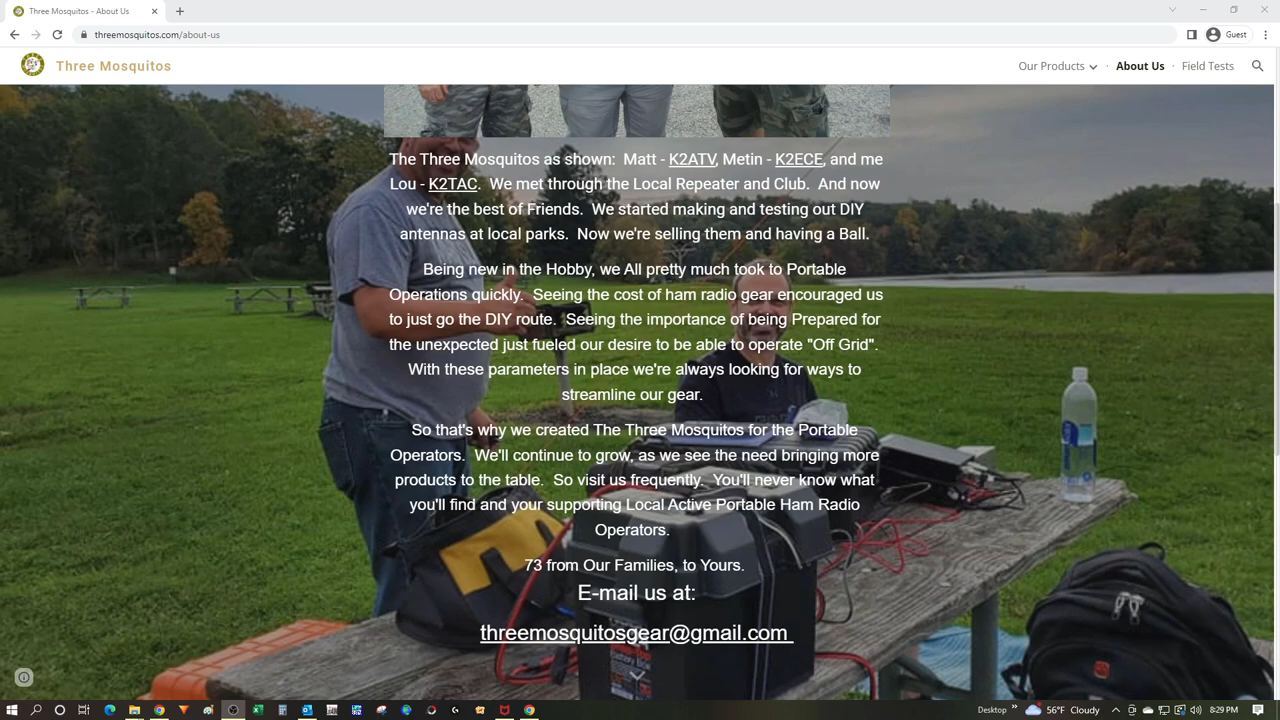 Three Mosquitos - About Us
threemosquitos.com/about-us
Guest
Three Mosquitos
Our Products
About Us
Field Tests
The Three Mosquitos as shown:  Matt - K2ATV, Metin - K2ECE, and me
Lou - K2TAC.  We met through the Local Repeater and Club.  And now
we're the best of Friends.  We started making and testing out DIY
antennas at local parks.  Now we're selling them and having a Ball.
Being new in the Hobby, we All pretty much took to Portable
Operations quickly.  Seeing the cost of ham radio gear encouraged us
to just go the DIY route.  Seeing the importance of being Prepared for
the unexpected just fueled our desire to be able to operate "Off Grid".
With these parameters in place we're always looking for ways to
streamline our gear.
So that's why we created The Three Mosquitos for the Portable
Operators.  We'll continue to grow, as we see the need bringing more
products to the table.  So visit us frequently.  You'll never know what
you'll find and your supporting Local Active Portable Ham Radio
Operators.
73 from Our Families, to Yours.
E-mail us at:
threemosquitosgear@gmail.com
Desktop
56°F Cloudy
8:29 PM